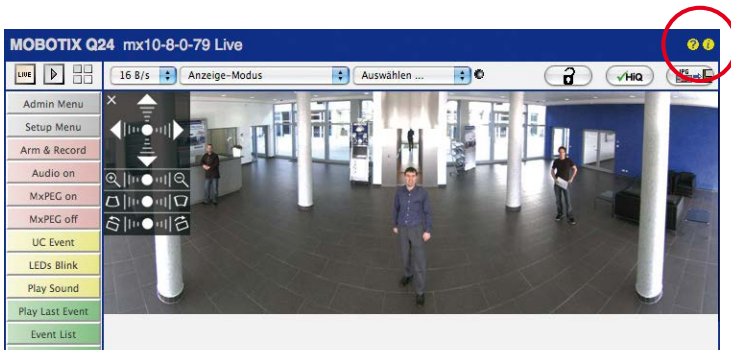 MOBOTIX Q24 mx10-8-0-79 Live
? i
LIVE
16 B/s
Anzeige-Modus
Auswählen ...
HiQ
JPG
Admin Menu
Setup Menu
Arm & Record
Audio on
MxPEG on
MxPEG off
UC Event
LEDs Blink
Play Sound
Play Last Event
Event List